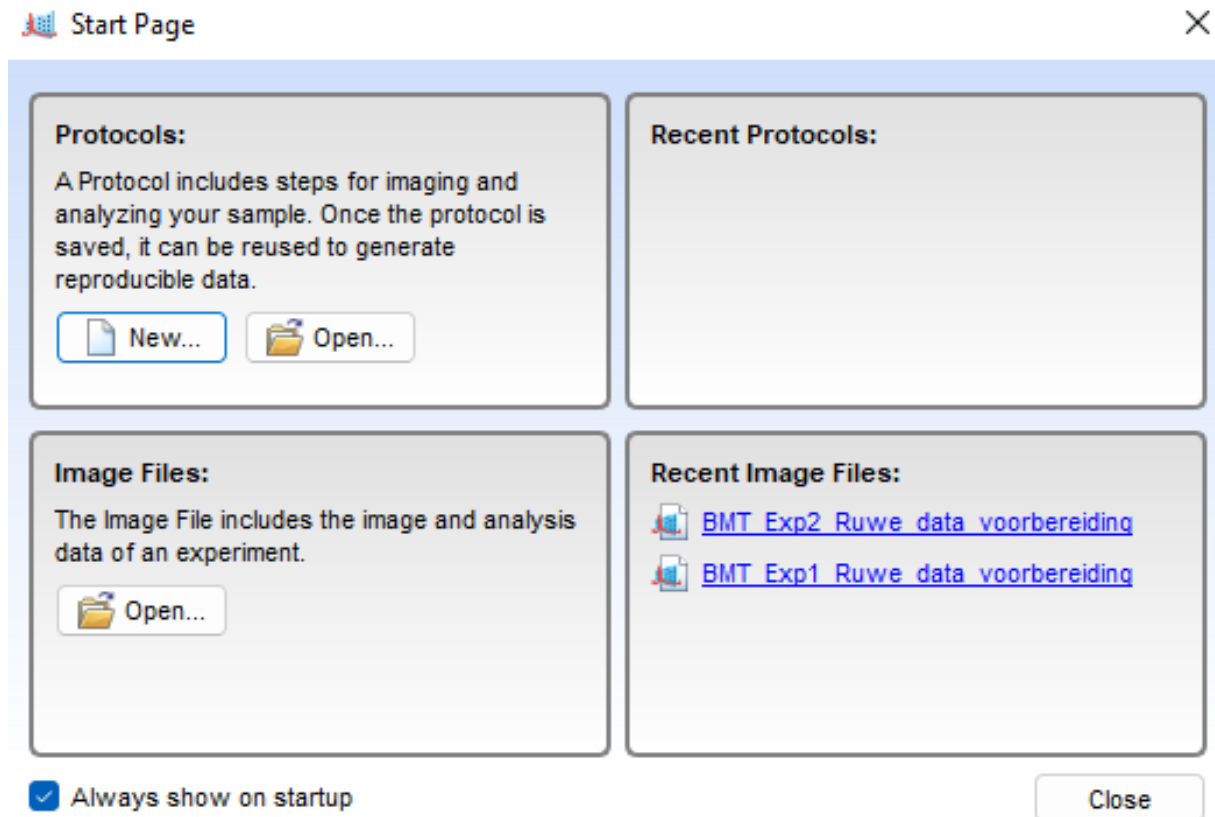 Start Page
Protocols:
A Protocol includes steps for imaging and
analyzing your sample. Once the protocol is
saved, it can be reused to generate
reproducible data.
New...
Open...
Recent Protocols:
Image Files:
The Image File includes the image and analysis
data of an experiment.
Open...
Recent Image Files:
BMT_Exp2_Ruwe_data_voorbereiding
BMT_Exp1_Ruwe_data_voorbereiding
Always show on startup
Close